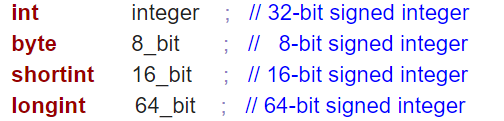 int integer ; // 32-bit signed integer
byte 8_bit ; // 8-bit signed integer
shortint 16_bit ; // 16-bit signed integer
longint 64_bit ; // 64-bit signed integer